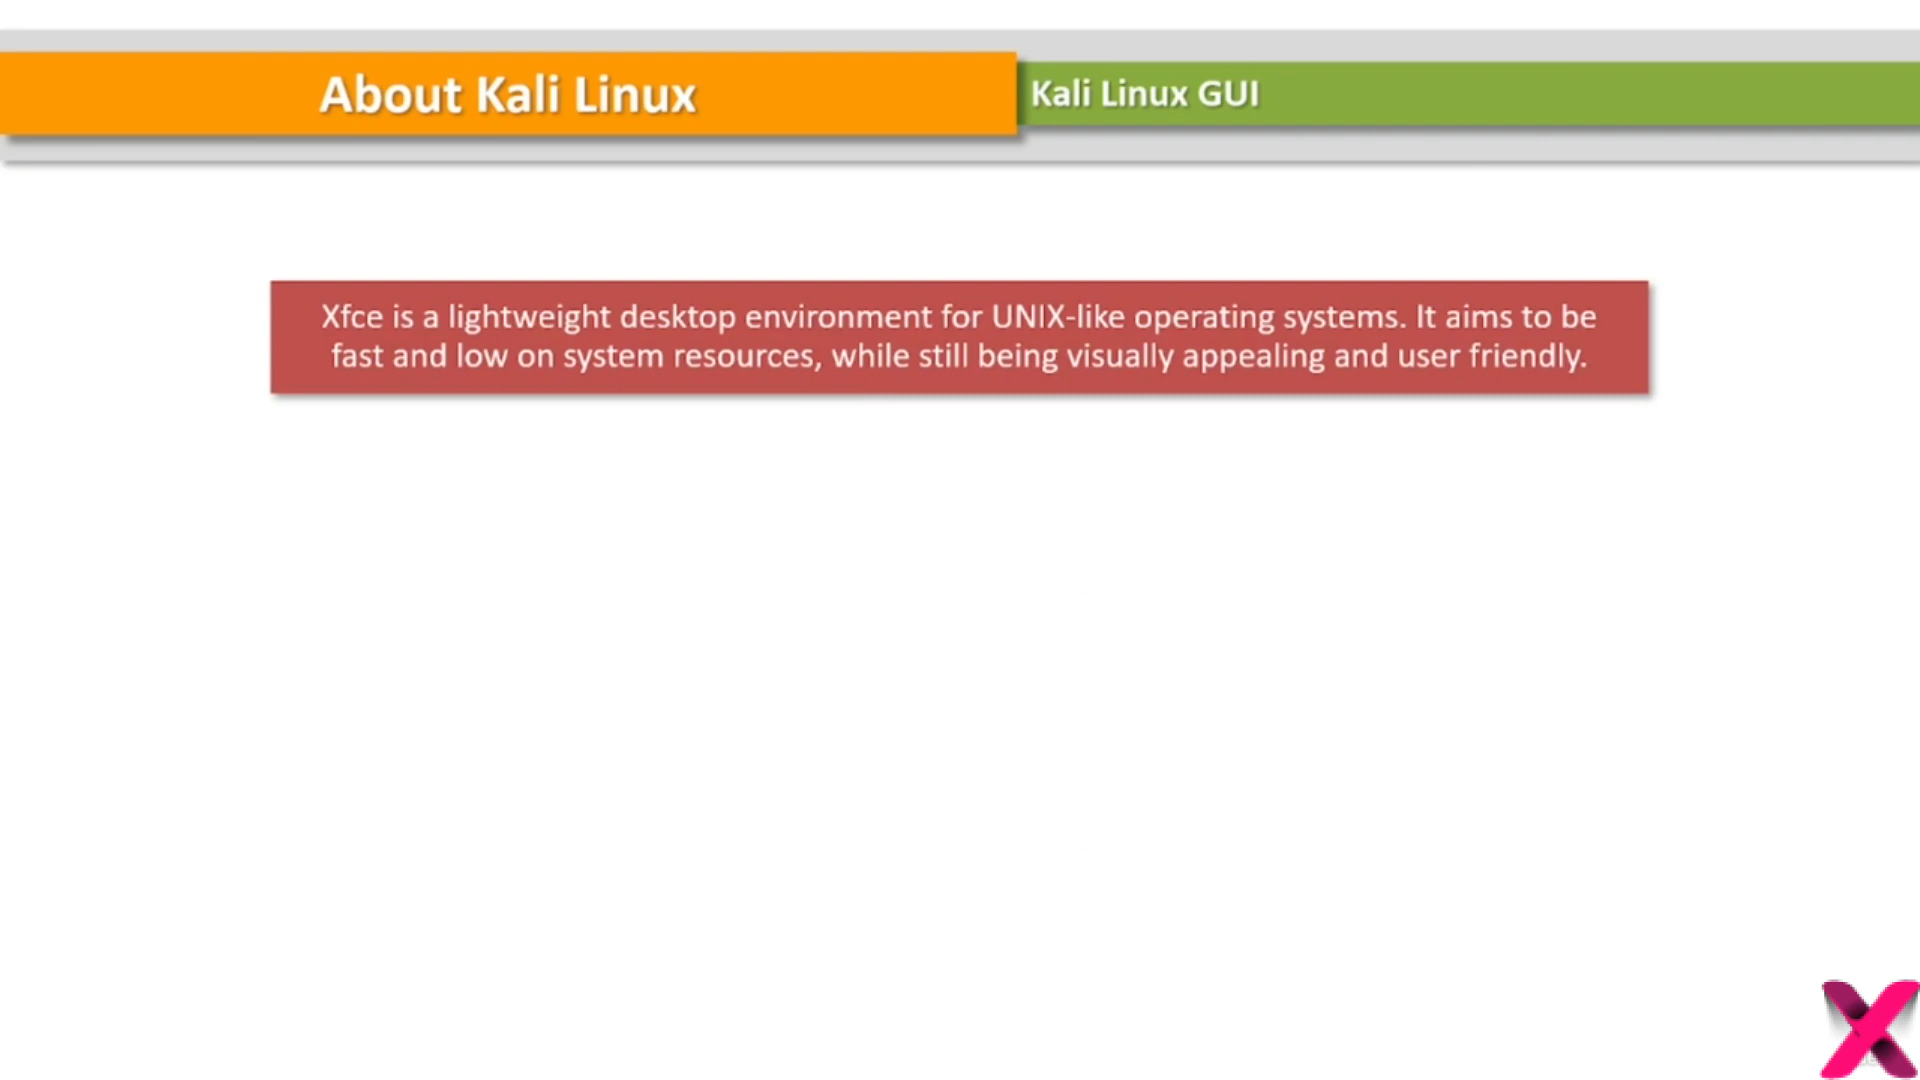 About Kali Linux
Kali Linux GUI
Xfce is a lightweight desktop environment for UNIX-like operating systems. It aims to be
fast and low on system resources, while still being visually appealing and user friendly.